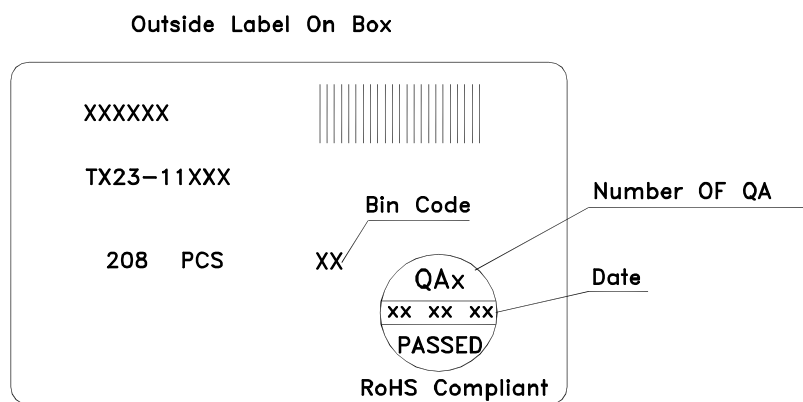 Outside Label On Box
XXXXXX
TX23-11XXX
Bin Code
Number OF QA
208 PCS
XX
QAx
Date
xx xx xx
PASSED
RoHS Compliant